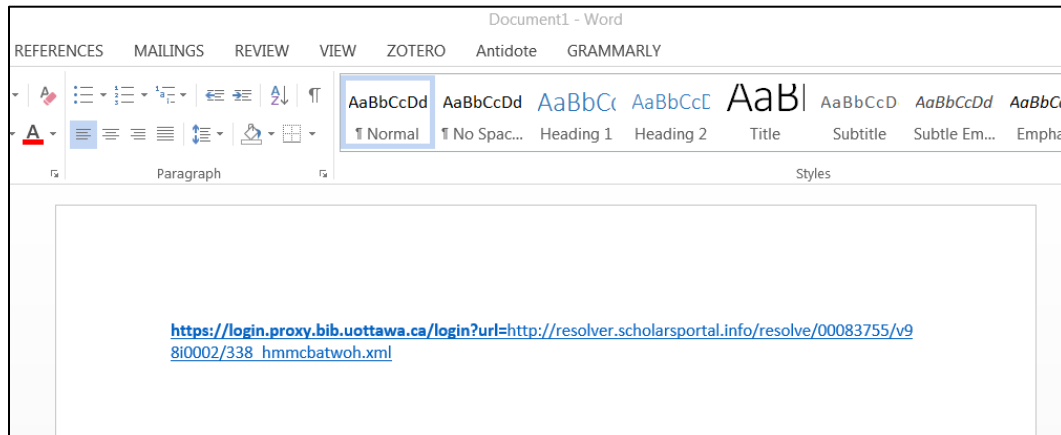 Document1 - Word
REFERENCES MAILINGS REVIEW VIEW ZOTERO Antidote GRAMMARLY
AaBbCcDd AaBbCcDd AaBbCc AaBbCcD AaBl AaBbCcD AaBbCcDd AaBbCc
¶ Normal ¶ No Spac... Heading 1 Heading 2 Title Subtitle Subtle Em... Empha
Paragraph Styles
https://login.proxy.bib.uottawa.ca/login?url=http://resolver.scholarsportal.info/resolve/00083755/v9
8i0002/338_hmmcbatwoh.xml